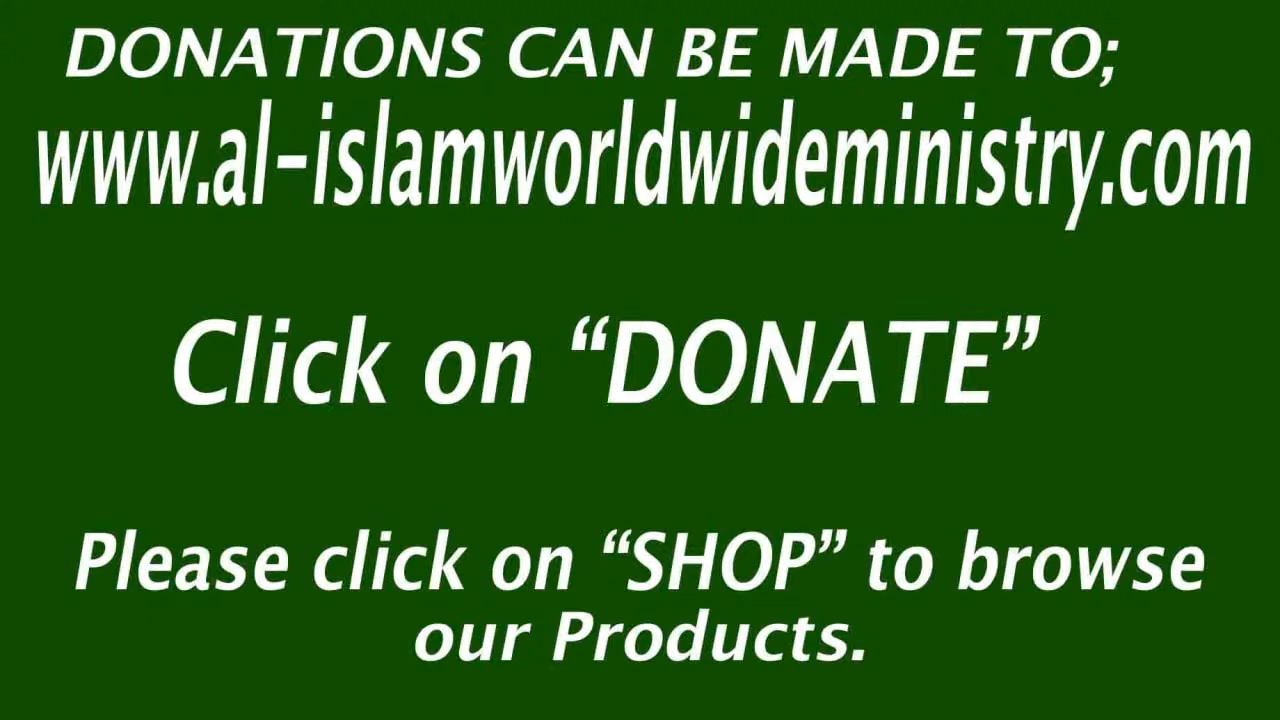 DONATIONS CAN BE MADE TO;
www.al-islamworldwideministry.com
Click on “DONATE”
Please click on “SHOP” to browse
our Products.